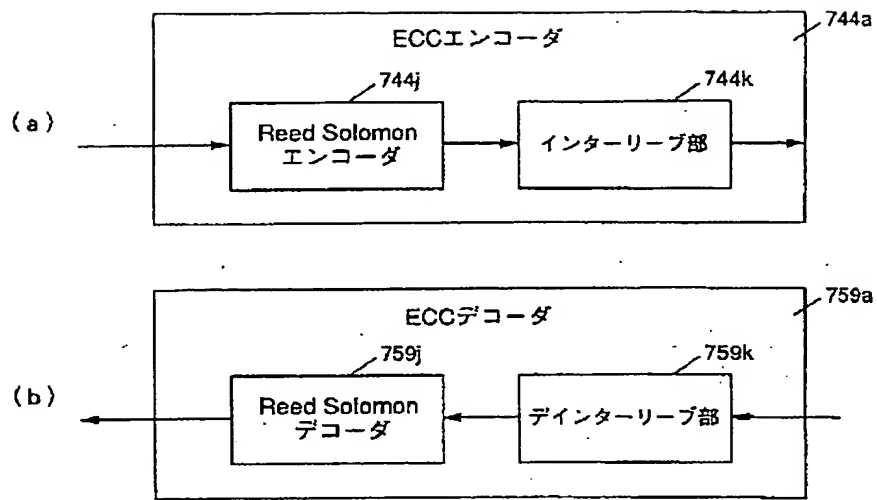 ECCエンコーダ
744a
744j
744k
(a)
Reed Solomon
エンコーダ
インターリーブ部
ECCデコーダ
759a
759j
759k
(b)
Reed Solomon
デコーダ
デインターリーブ部